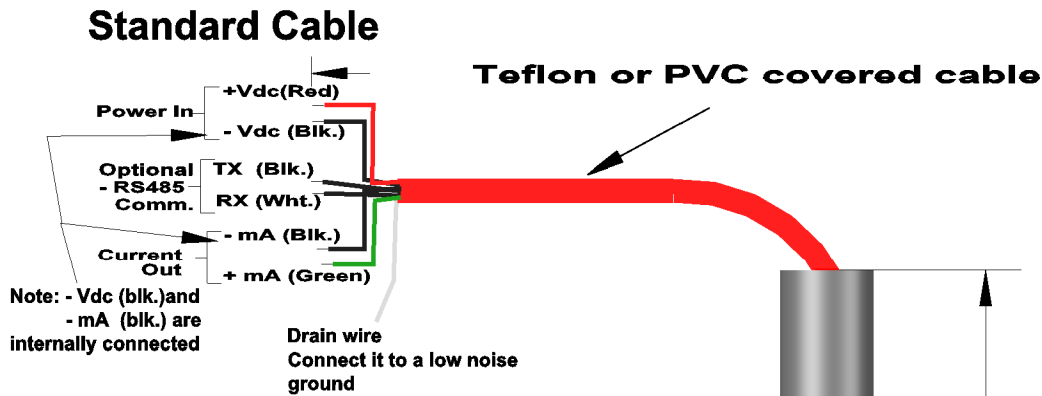 Standard Cable
Teflon or PVC covered cable
+Vdc(Red)
Power In
- Vdc (Blk.)
Optional
- RS485
Comm.
TX (Blk.)
RX (Wht.)
- mA (Blk.)
Current
Out
+ mA (Green)
Note: - Vdc (blk.)and
- mA (blk.) are
internally connected
Drain wire
Connect it to a low noise
ground